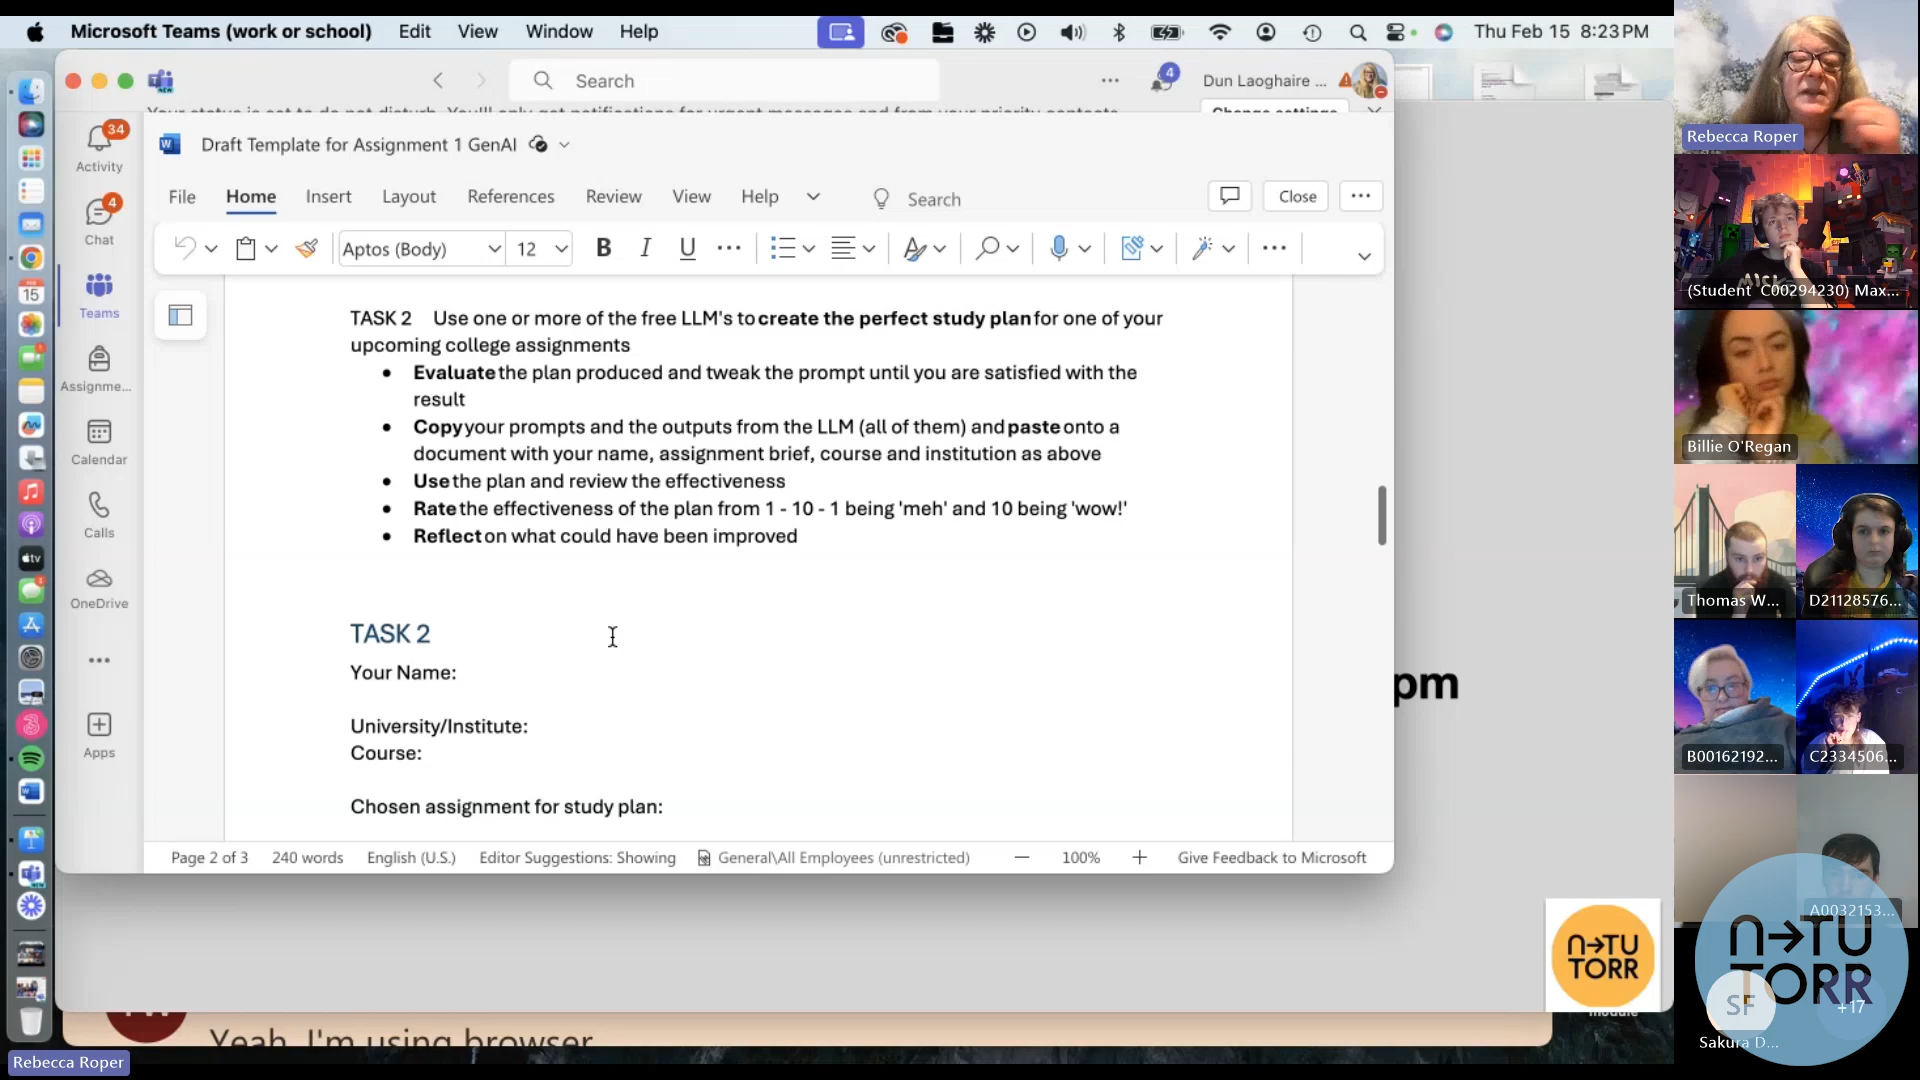 Microsoft Teams (work or school) Edit View Window Help Thu Feb 15 8:23 PM
Search 4 Dun Laoghaire ...
Change settings
Activity 34
Chat 4
Teams
Assignme...
Calendar
Calls
OneDrive
Apps
Draft Template for Assignment 1 GenAI
File Home Insert Layout References Review View Help Search Close
Aptos (Body) 12 B I U
TASK 2 Use one or more of the free LLM's to create the perfect study plan for one of your
upcoming college assignments
• Evaluate the plan produced and tweak the prompt until you are satisfied with the
result
• Copy your prompts and the outputs from the LLM (all of them) and paste onto a
document with your name, assignment brief, course and institution as above
• Use the plan and review the effectiveness
• Rate the effectiveness of the plan from 1 - 10 - 1 being 'meh' and 10 being 'wow!'
• Reflect on what could have been improved
TASK 2
Your Name:
University/Institute:
Course:
Chosen assignment for study plan:
Page 2 of 3 240 words English (U.S.) Editor Suggestions: Showing General\All Employees (unrestricted) 100% Give Feedback to Microsoft
pm
Yeah, I'm using browser
n→TU
TORR
module
Rebecca Roper
Rebecca Roper
(Student C00294230) Max...
Billie O'Regan
Thomas W...
D21128576...
B00162192...
C2334506...
A0032153...
n→TU
TORR
SF
+17
Sakura D...